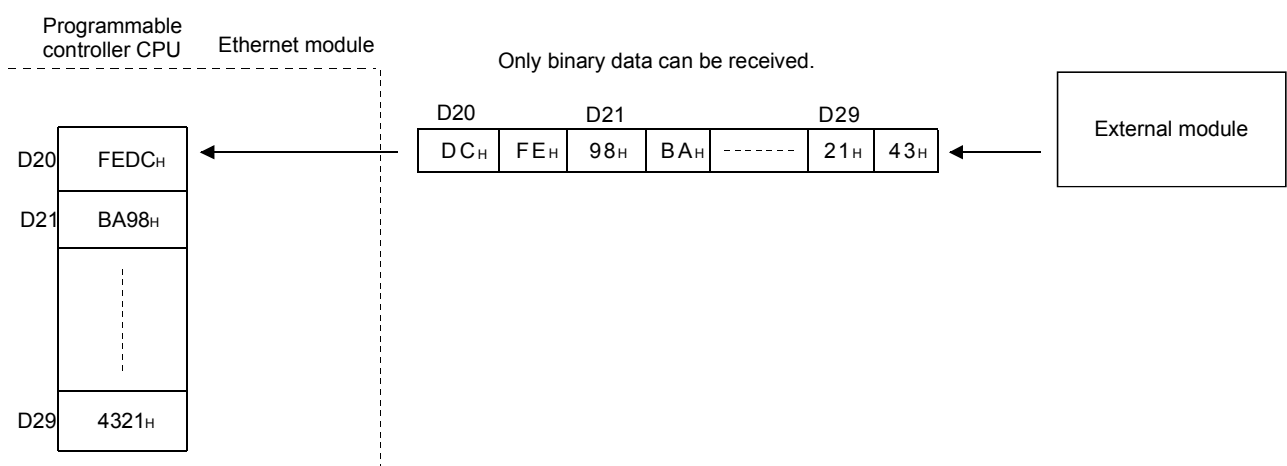 Programmable
controller CPU
Ethernet module
Only binary data can be received.
D20 D21 D29
DCH FEH 98H BAH 21H 43H
External module
D20 FEDCH
D21 BA98H
D29 4321H